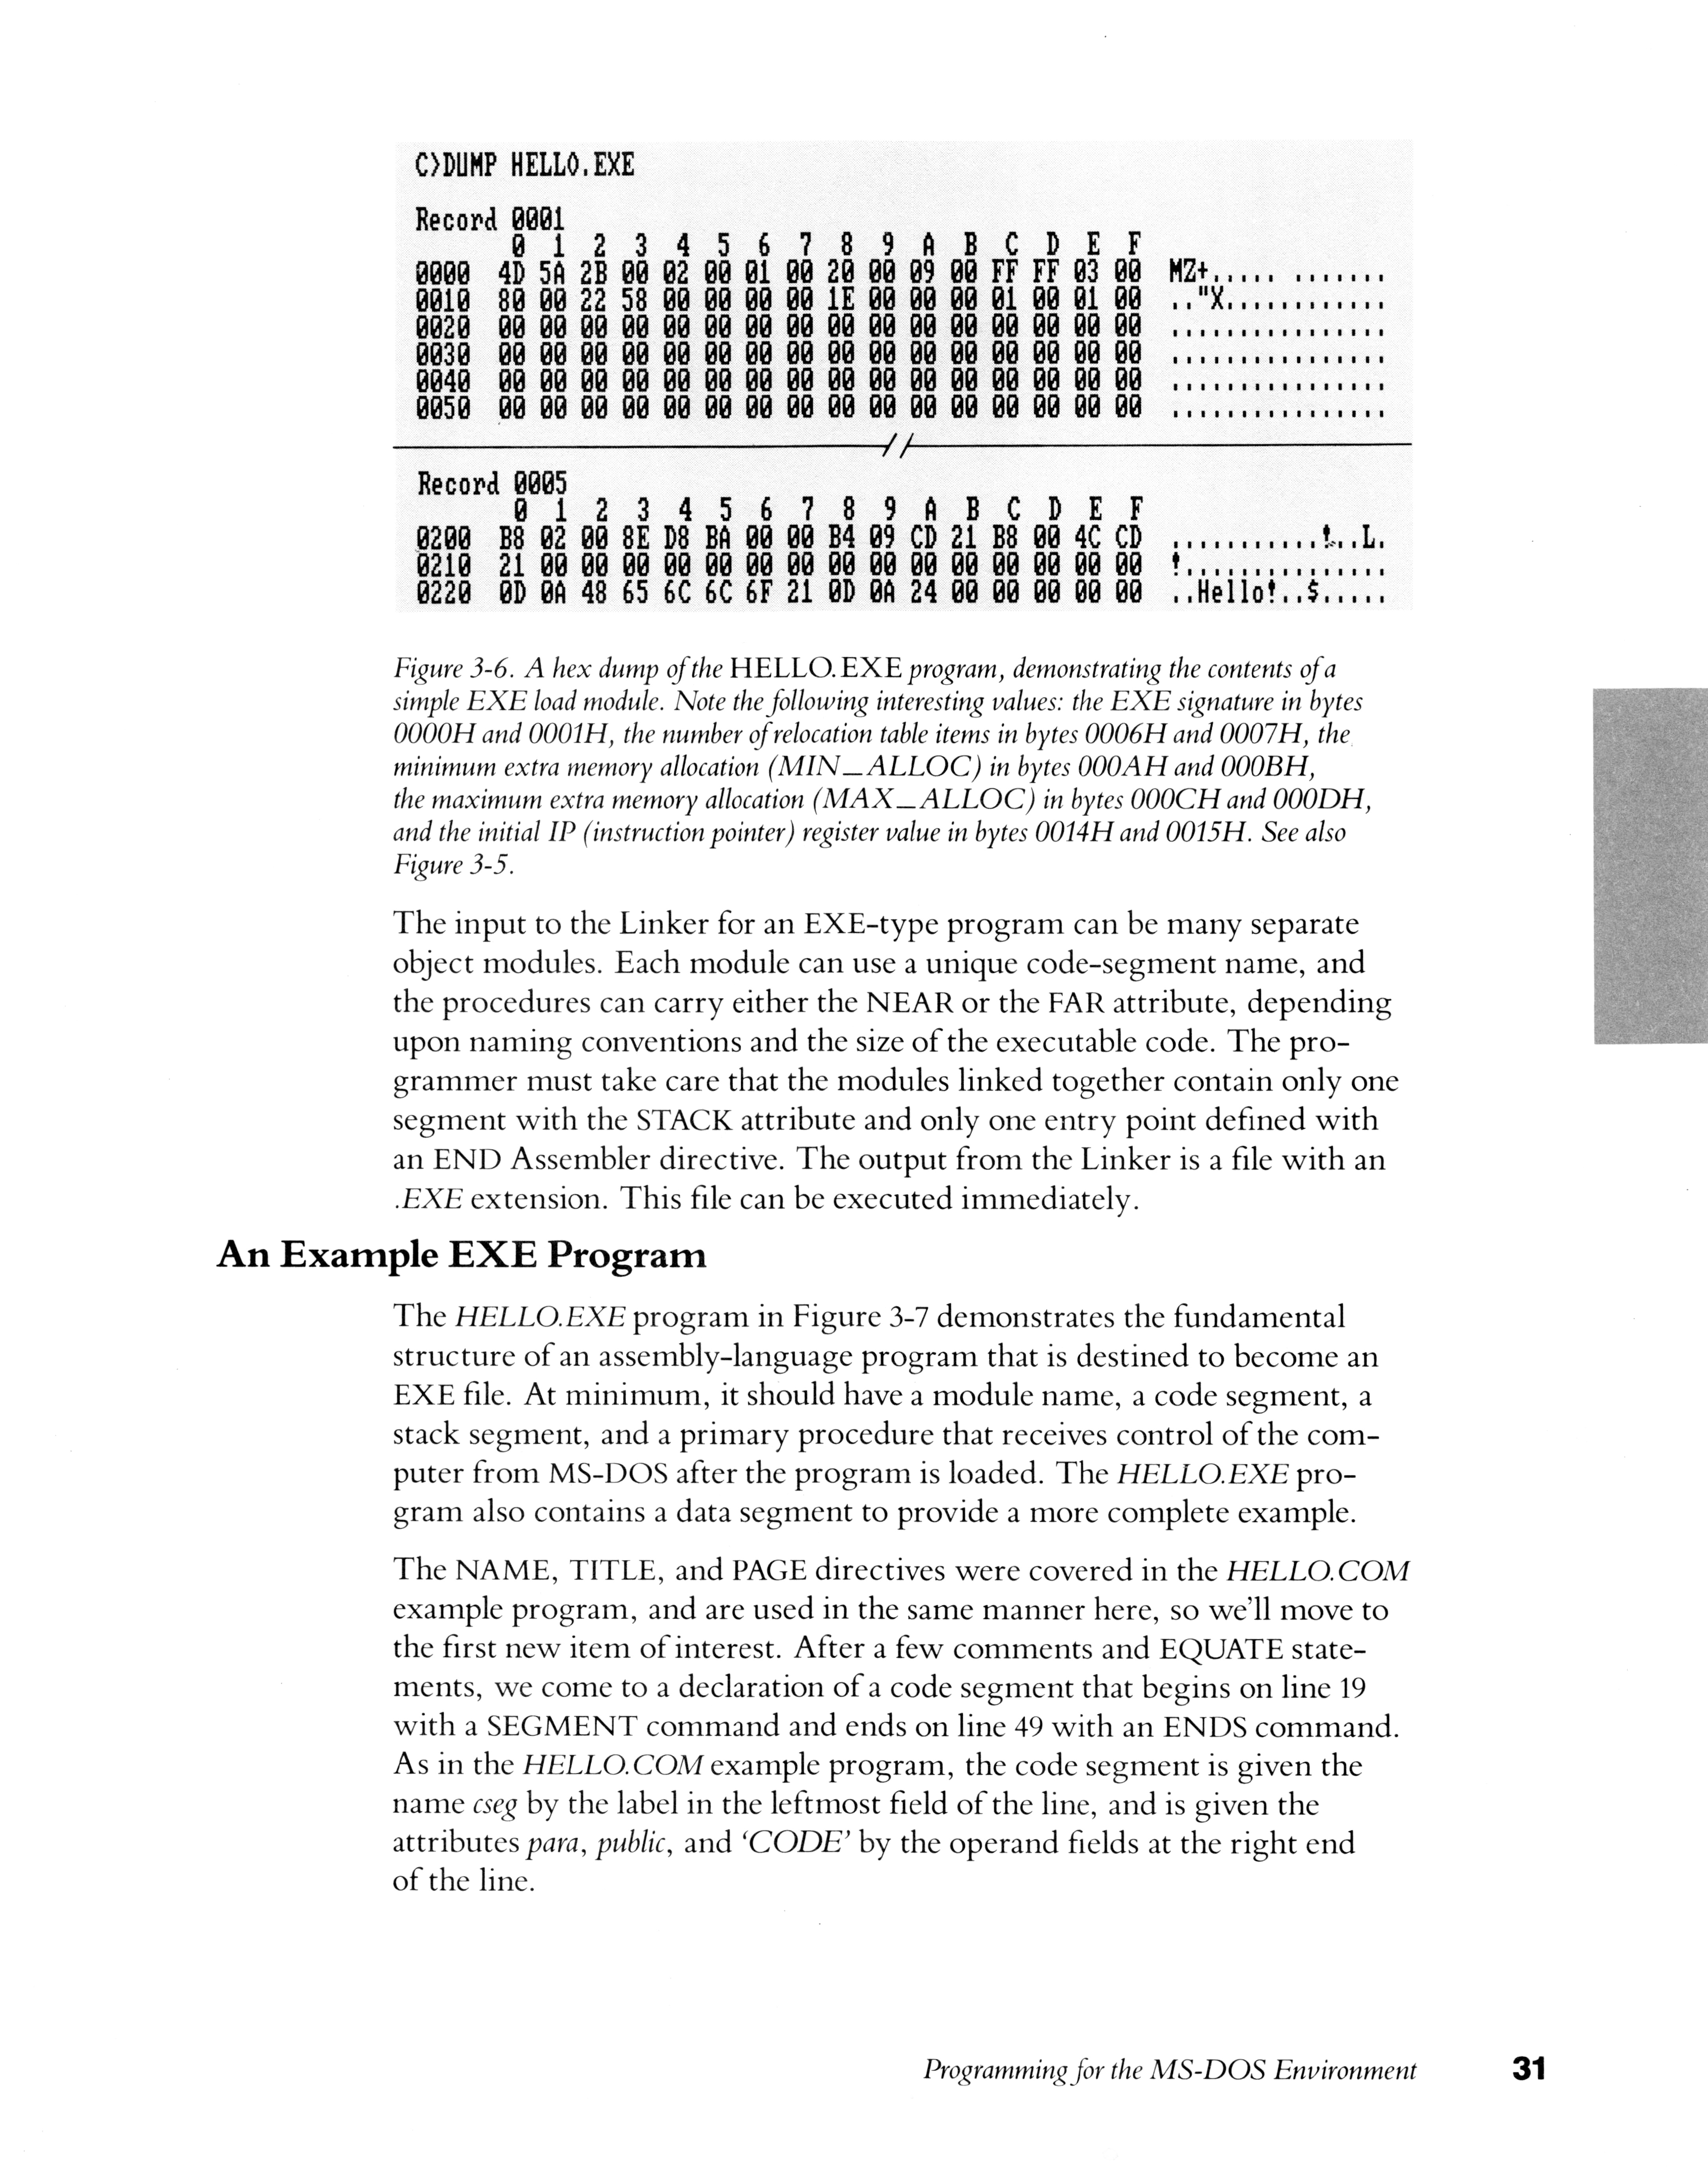 C>DUMP HELLO.EXE
Record 0001
0 1 2 3 4 5 6 7 8 9 A B C D E F
0000 4D 5A 2B 00 02 00 01 00 20 00 09 00 FF FF 03 00 MZ+..... .......
0010 80 00 22 58 00 00 00 00 1E 00 00 00 01 00 01 00 .."X............
0020 00 00 00 00 00 00 00 00 00 00 00 00 00 00 00 00 ................
0030 00 00 00 00 00 00 00 00 00 00 00 00 00 00 00 00 ................
0040 00 00 00 00 00 00 00 00 00 00 00 00 00 00 00 00 ................
0050 00 00 00 00 00 00 00 00 00 00 00 00 00 00 00 00 ................
Record 0005
0 1 2 3 4 5 6 7 8 9 A B C D E F
0200 B8 02 00 8E D8 BA 00 00 B4 09 CD 21 B8 00 4C CD ...........!..L.
0210 21 00 00 00 00 00 00 00 00 00 00 00 00 00 00 00 !...............
0220 0D 0A 48 65 6C 6C 6F 21 0D 0A 24 00 00 00 00 00 ..Hello!..$.....
Figure 3-6. A hex dump of the HELLO.EXE program, demonstrating the contents of a
simple EXE load module. Note the following interesting values: the EXE signature in bytes
0000H and 0001H, the number of relocation table items in bytes 0006H and 0007H, the
minimum extra memory allocation (MIN_ALLOC) in bytes 000AH and 000BH,
the maximum extra memory allocation (MAX_ALLOC) in bytes 000CH and 000DH,
and the initial IP (instruction pointer) register value in bytes 0014H and 0015H. See also
Figure 3-5.
The input to the Linker for an EXE-type program can be many separate
object modules. Each module can use a unique code-segment name, and
the procedures can carry either the NEAR or the FAR attribute, depending
upon naming conventions and the size of the executable code. The pro-
grammer must take care that the modules linked together contain only one
segment with the STACK attribute and only one entry point defined with
an END Assembler directive. The output from the Linker is a file with an
.EXE extension. This file can be executed immediately.
An Example EXE Program
The HELLO.EXE program in Figure 3-7 demonstrates the fundamental
structure of an assembly-language program that is destined to become an
EXE file. At minimum, it should have a module name, a code segment, a
stack segment, and a primary procedure that receives control of the com-
puter from MS-DOS after the program is loaded. The HELLO.EXE pro-
gram also contains a data segment to provide a more complete example.
The NAME, TITLE, and PAGE directives were covered in the HELLO.COM
example program, and are used in the same manner here, so we'll move to
the first new item of interest. After a few comments and EQUATE state-
ments, we come to a declaration of a code segment that begins on line 19
with a SEGMENT command and ends on line 49 with an ENDS command.
As in the HELLO.COM example program, the code segment is given the
name cseg by the label in the leftmost field of the line, and is given the
attributes para, public, and ‘CODE’ by the operand fields at the right end
of the line.
Programming for the MS-DOS Environment 31